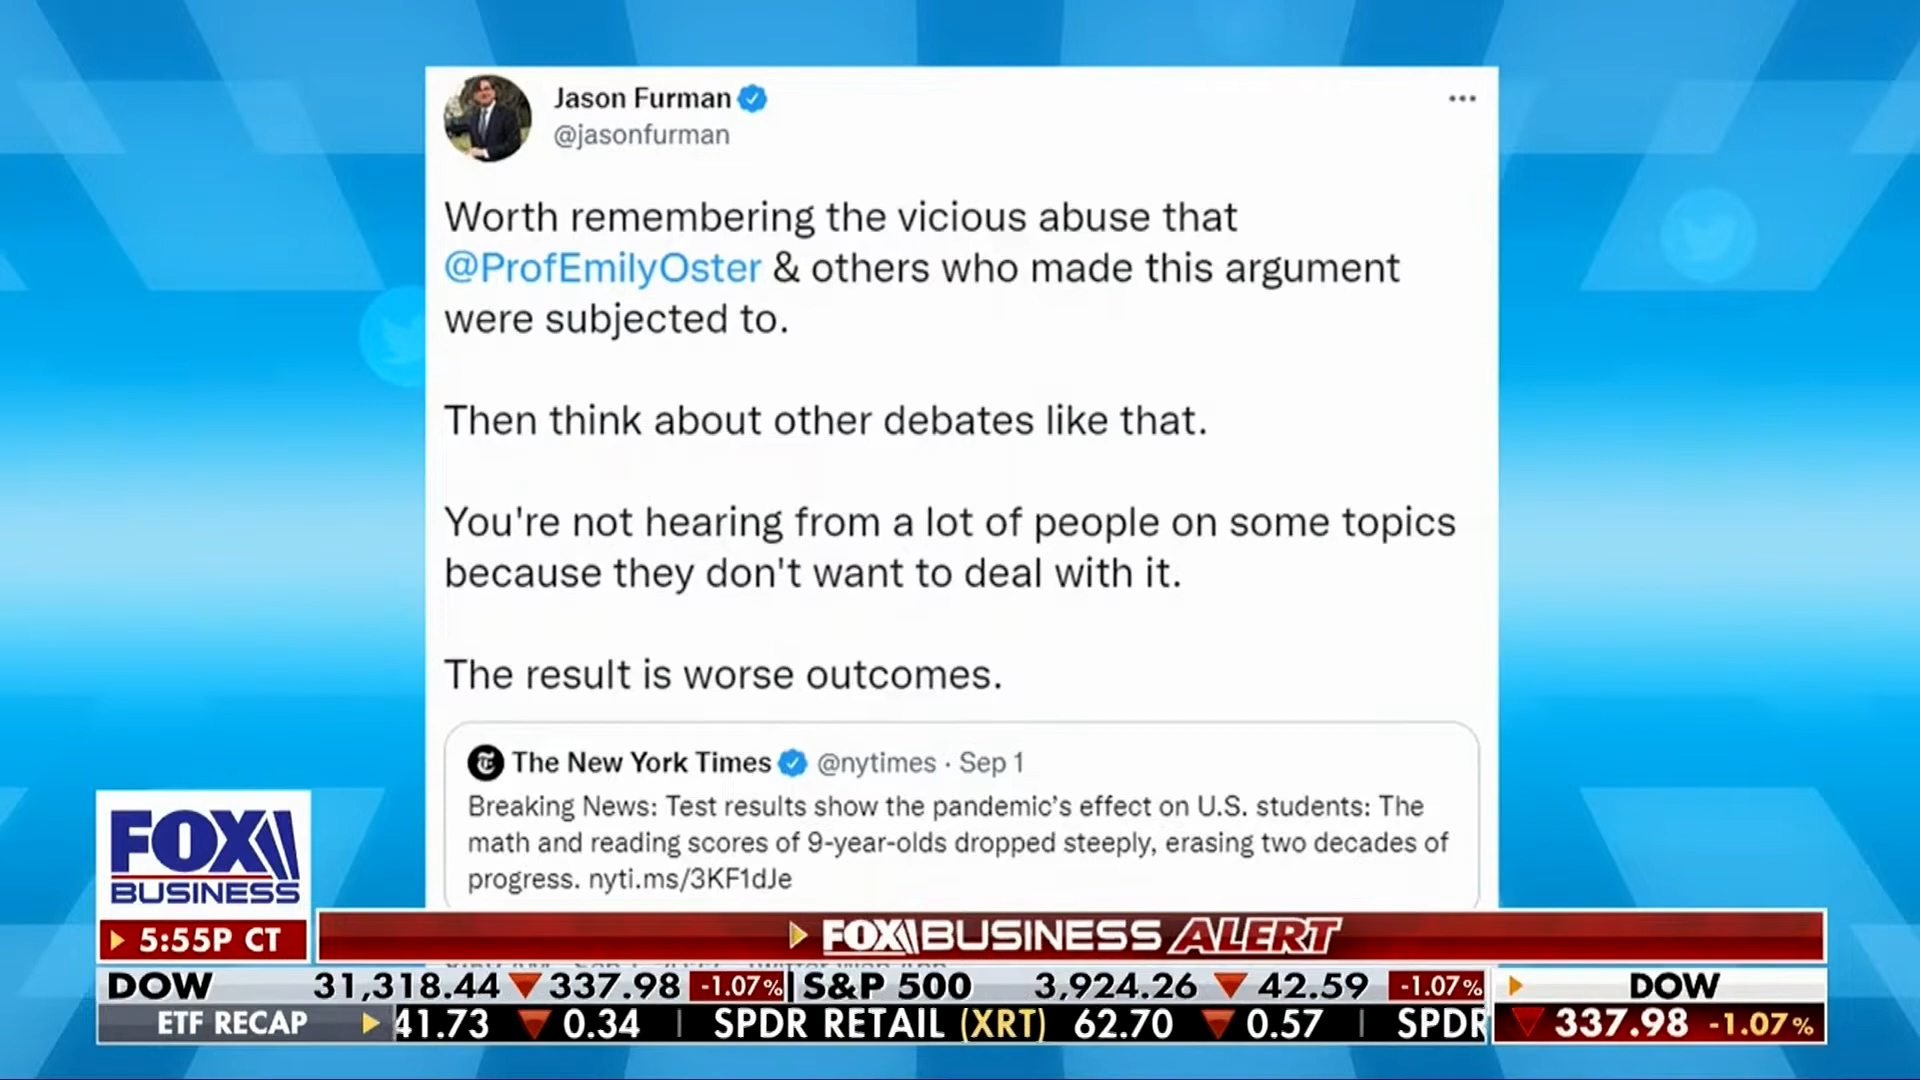 Jason Furman
@jasonfurman
Worth remembering the vicious abuse that
@ProfEmilyOster & others who made this argument
were subjected to.
Then think about other debates like that.
You're not hearing from a lot of people on some topics
because they don't want to deal with it.
The result is worse outcomes.
The New York Times @nytimes · Sep 1
Breaking News: Test results show the pandemic's effect on U.S. students: The
math and reading scores of 9-year-olds dropped steeply, erasing two decades of
progress. nyti.ms/3KF1dJe
FOX BUSINESS ALERT
FOX
BUSINESS
5:55P CT
DOW 31,318.44 337.98 -1.07% S&P 500 3,924.26 42.59 -1.07%
DOW
ETF RECAP 41.73 0.34 | SPDR RETAIL (XRT) 62.70 0.57 | SPDR
337.98 -1.07%